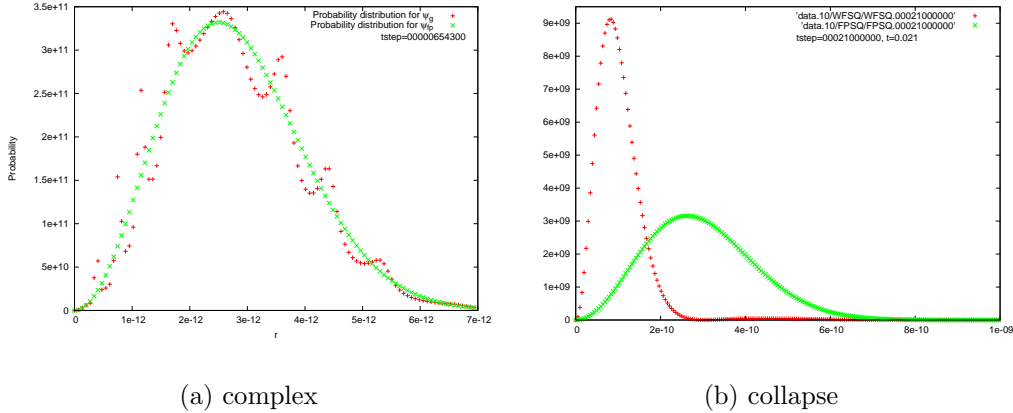 3.5e+11
3e+11
2.5e+11
2e+11
1.5e+11
1e+11
5e+10
0
Probability
Probability distribution for ψg
Probability distribution for ψfp
tstep=00000654300
0 1e-12 2e-12 3e-12 4e-12 5e-12 6e-12 7e-12
r
(a) complex
9e+09
8e+09
7e+09
6e+09
5e+09
4e+09
3e+09
2e+09
1e+09
0
'data.10/WFSQ/WFSQ.00021000000'
'data.10/FPSQ/FPSQ.00021000000'
tstep=00021000000, t=0.021
0 2e-10 4e-10 6e-10 8e-10 1e-09
(b) collapse